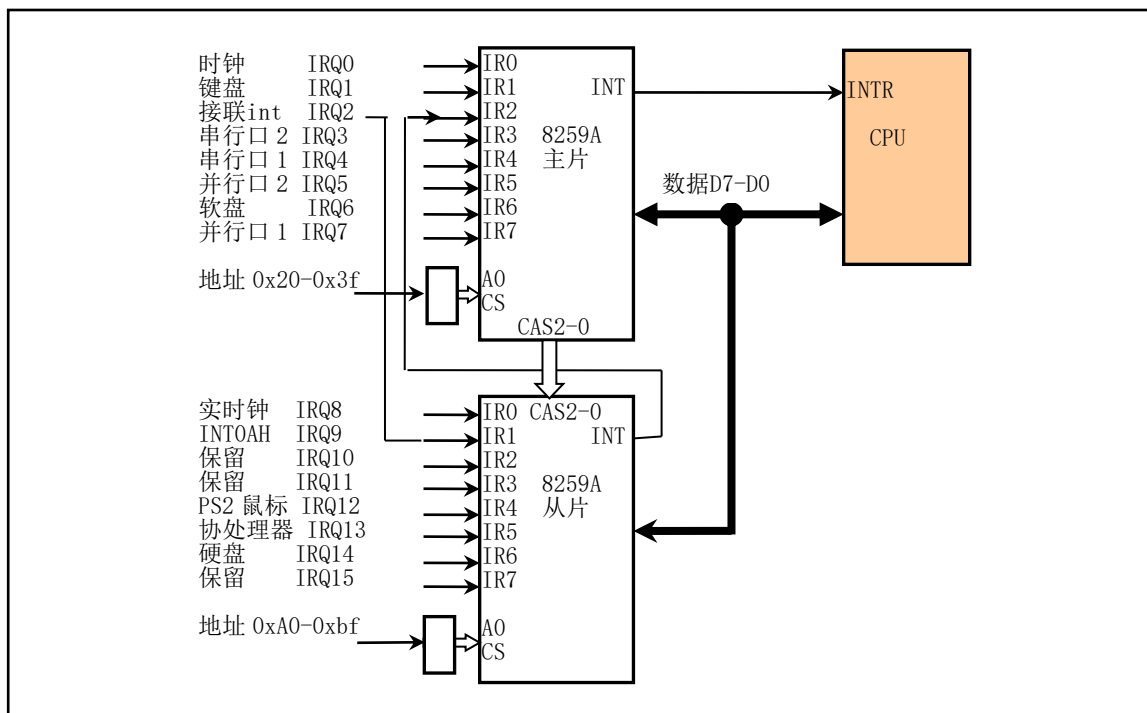 时钟 IRQ0
键盘 IRQ1
接联int IRQ2
串行口 2 IRQ3
串行口 1 IRQ4
并行口 2 IRQ5
软盘 IRQ6
并行口 1 IRQ7
地址 0x20-0x3f
IR0
IR1
IR2
IR3
IR4
IR5
IR6
IR7
A0
CS
INT
8259A
主片
CAS2-0
INTR
CPU
数据D7-D0
实时钟 IRQ8
INT0AH IRQ9
保留 IRQ10
保留 IRQ11
PS2 鼠标 IRQ12
协处理器 IRQ13
硬盘 IRQ14
保留 IRQ15
地址 0xA0-0xbf
IR0 CAS2-0
IR1
IR2
IR3
IR4
IR5
IR6
IR7
A0
CS
INT
8259A
从片